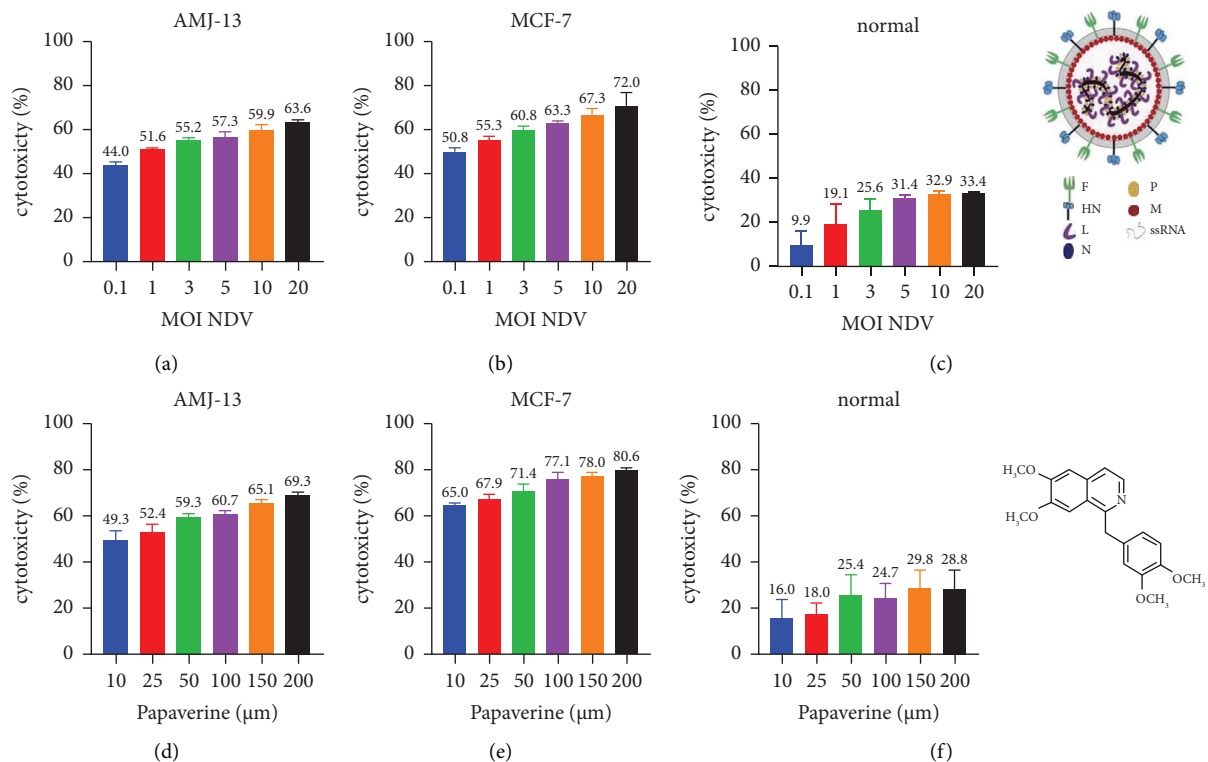 AMJ-13
100
80
60
40
20
0
cytotoxicty (%)
44.0
51.6
55.2
57.3
59.9
63.6
0.1 1 3 5 10 20
MOI NDV
(a)
MCF-7
100
80
60
40
20
0
cytotoxicty (%)
50.8
55.3
60.8
63.3
67.3
72.0
0.1 1 3 5 10 20
MOI NDV
(b)
normal
100
80
60
40
20
0
cytotoxicty (%)
9.9
19.1
25.6
31.4
32.9
33.4
0.1 1 3 5 10 20
MOI NDV
(c)
F
HN
L
N
P
M
ssRNA
AMJ-13
100
80
60
40
20
0
cytotoxicty (%)
49.3
52.4
59.3
60.7
65.1
69.3
10 25 50 100 150 200
Papaverine (µm)
(d)
MCF-7
100
80
60
40
20
0
cytotoxicty (%)
65.0
67.9
71.4
77.1
78.0
80.6
10 25 50 100 150 200
Papaverine (µm)
(e)
normal
100
80
60
40
20
0
cytotoxicty (%)
16.0
18.0
25.4
24.7
29.8
28.8
10 25 50 100 150 200
Papaverine (µm)
(f)
H₃CO
H₃CO
N
OCH₃
OCH₃